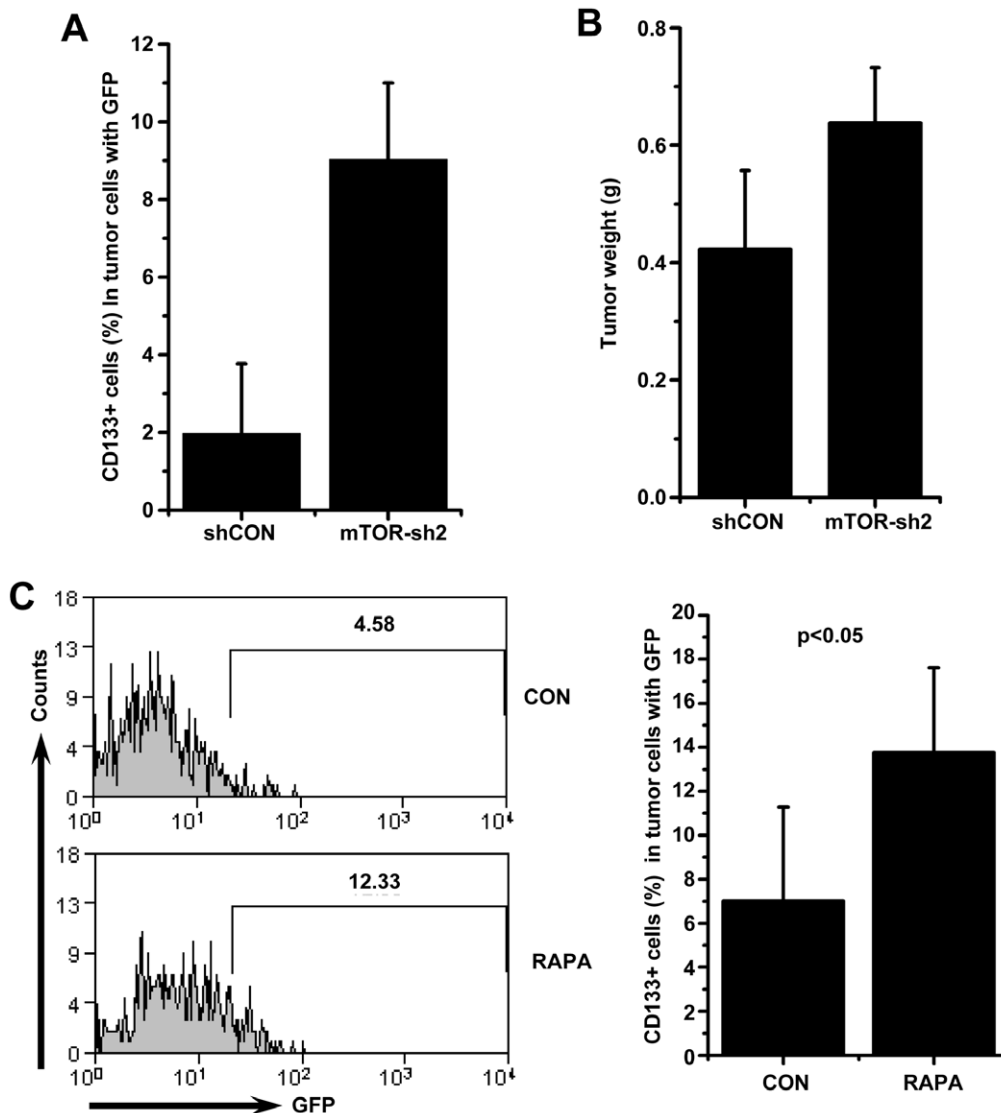 A
CD133+ cells (%) In tumor cells with GFP
12
10
8
6
4
2
0
shCON
mTOR-sh2
B
Tumor weight (g)
0.8
0.6
0.4
0.2
0.0
shCON
mTOR-sh2
C
Counts
18
13
9
4
0
4.58
CON
10⁰
10¹
10²
10³
10⁴
18
13
9
4
0
12.33
RAPA
10⁰
10¹
10²
10³
10⁴
GFP
CD133+ cells (%) in tumor cells with GFP
20
18
16
14
12
10
8
6
4
2
0
p<0.05
CON
RAPA